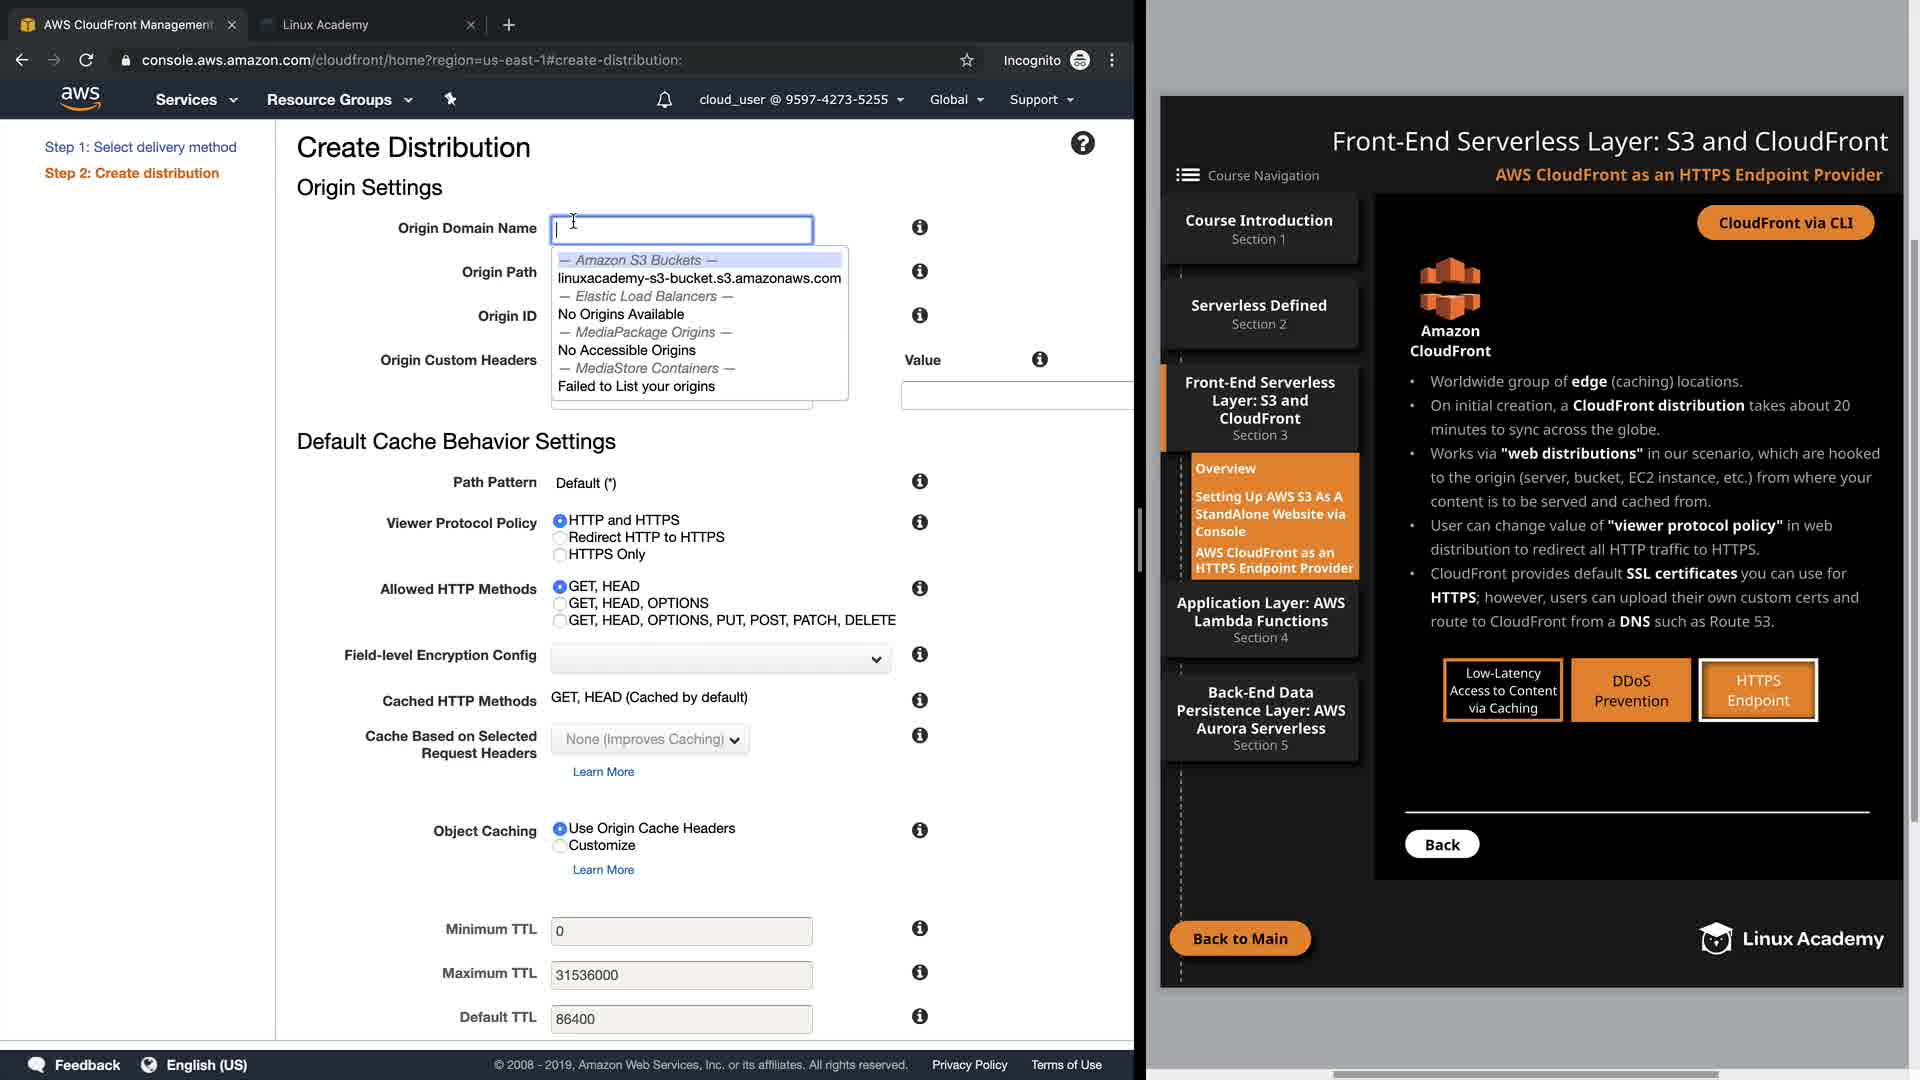 AWS CloudFront Management
Linux Academy
console.aws.amazon.com/cloudfront/home?region=us-east-1#create-distribution:
Incognito
aws
Services
Resource Groups
cloud_user @ 9597-4273-5255
Global
Support
Step 1: Select delivery method
Step 2: Create distribution
Create Distribution
Origin Settings
Origin Domain Name
— Amazon S3 Buckets —
linuxacademy-s3-bucket.s3.amazonaws.com
— Elastic Load Balancers —
No Origins Available
— MediaPackage Origins —
No Accessible Origins
— MediaStore Containers —
Failed to List your origins
Origin Path
Origin ID
Origin Custom Headers
Value
Default Cache Behavior Settings
Path Pattern
Default (*)
Viewer Protocol Policy
HTTP and HTTPS
Redirect HTTP to HTTPS
HTTPS Only
Allowed HTTP Methods
GET, HEAD
GET, HEAD, OPTIONS
GET, HEAD, OPTIONS, PUT, POST, PATCH, DELETE
Field-level Encryption Config
Cached HTTP Methods
GET, HEAD (Cached by default)
Cache Based on Selected
Request Headers
None (Improves Caching)
Learn More
Object Caching
Use Origin Cache Headers
Customize
Learn More
Minimum TTL
0
Maximum TTL
31536000
Default TTL
86400
Feedback
English (US)
© 2008 - 2019, Amazon Web Services, Inc. or its affiliates. All rights reserved.
Privacy Policy
Terms of Use
Front-End Serverless Layer: S3 and CloudFront
Course Navigation
AWS CloudFront as an HTTPS Endpoint Provider
Course Introduction
Section 1
Serverless Defined
Section 2
Front-End Serverless
Layer: S3 and
CloudFront
Section 3
Overview
Setting Up AWS S3 As A
StandAlone Website via
Console
AWS CloudFront as an
HTTPS Endpoint Provider
Application Layer: AWS
Lambda Functions
Section 4
Back-End Data
Persistence Layer: AWS
Aurora Serverless
Section 5
Back to Main
CloudFront via CLI
Amazon
CloudFront
• Worldwide group of edge (caching) locations.
• On initial creation, a CloudFront distribution takes about 20
minutes to sync across the globe.
• Works via "web distributions" in our scenario, which are hooked
to the origin (server, bucket, EC2 instance, etc.) from where your
content is to be served and cached from.
• User can change value of "viewer protocol policy" in web
distribution to redirect all HTTP traffic to HTTPS.
• CloudFront provides default SSL certificates you can use for
HTTPS; however, users can upload their own custom certs and
route to CloudFront from a DNS such as Route 53.
Low-Latency
Access to Content
via Caching
DDoS
Prevention
HTTPS
Endpoint
Back
Linux Academy